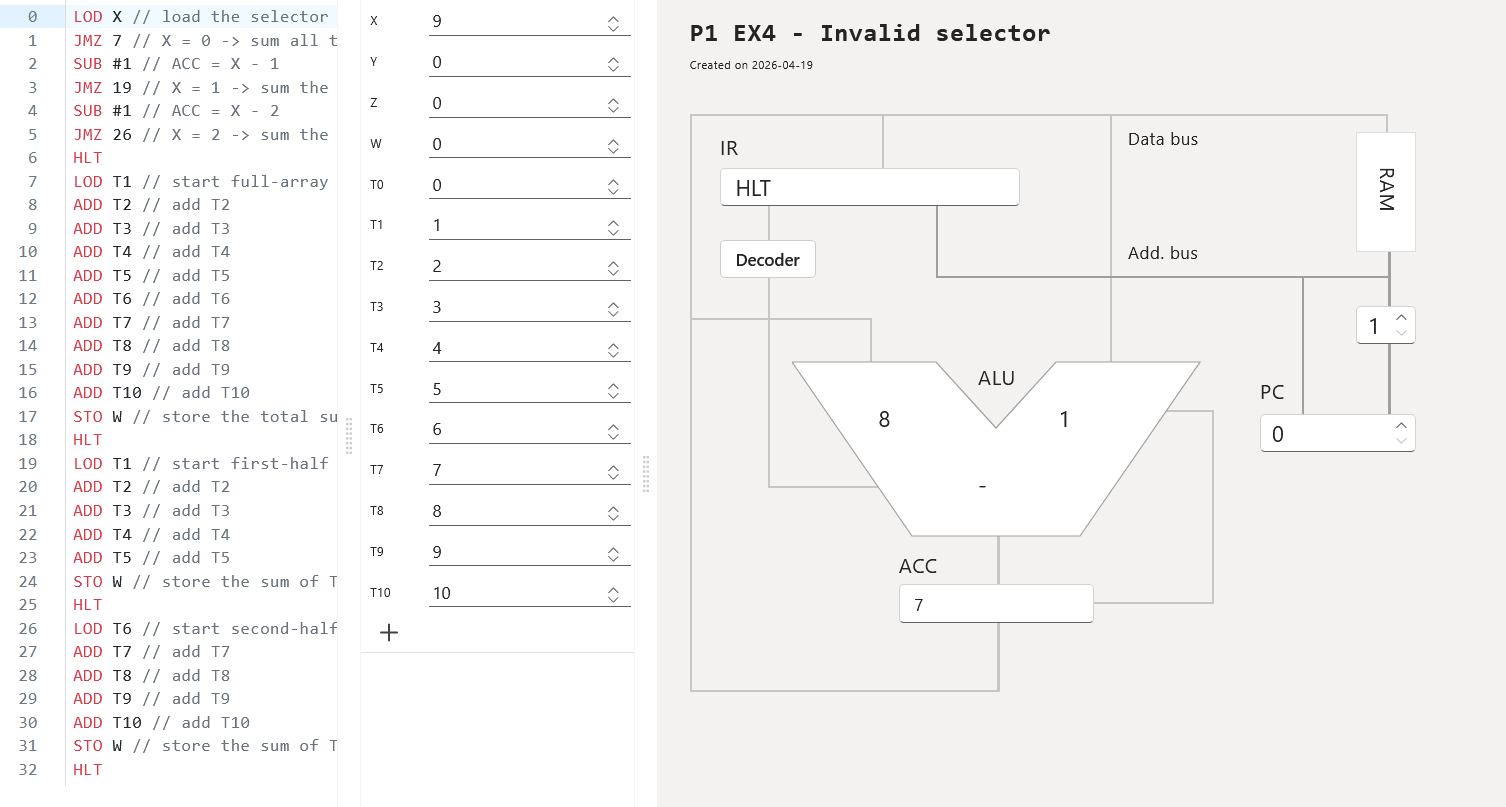 0 LOD X // load the selector
1 JMZ 7 // X = 0 -> sum all t
2 SUB #1 // ACC = X - 1
3 JMZ 19 // X = 1 -> sum the
4 SUB #1 // ACC = X - 2
5 JMZ 26 // X = 2 -> sum the
6 HLT
7 LOD T1 // start full-array
8 ADD T2 // add T2
9 ADD T3 // add T3
10 ADD T4 // add T4
11 ADD T5 // add T5
12 ADD T6 // add T6
13 ADD T7 // add T7
14 ADD T8 // add T8
15 ADD T9 // add T9
16 ADD T10 // add T10
17 STO W // store the total su
18 HLT
19 LOD T1 // start first-half
20 ADD T2 // add T2
21 ADD T3 // add T3
22 ADD T4 // add T4
23 ADD T5 // add T5
24 STO W // store the sum of T
25 HLT
26 LOD T6 // start second-half
27 ADD T7 // add T7
28 ADD T8 // add T8
29 ADD T9 // add T9
30 ADD T10 // add T10
31 STO W // store the sum of T
32 HLT
X 9
Y 0
Z 0
W 0
T0 0
T1 1
T2 2
T3 3
T4 4
T5 5
T6 6
T7 7
T8 8
T9 9
T10 10
P1 EX4 - Invalid selector
Created on 2026-04-19
Data bus
IR
HLT
RAM
Add. bus
Decoder
1
ALU
PC
8 1
0
-
ACC
7